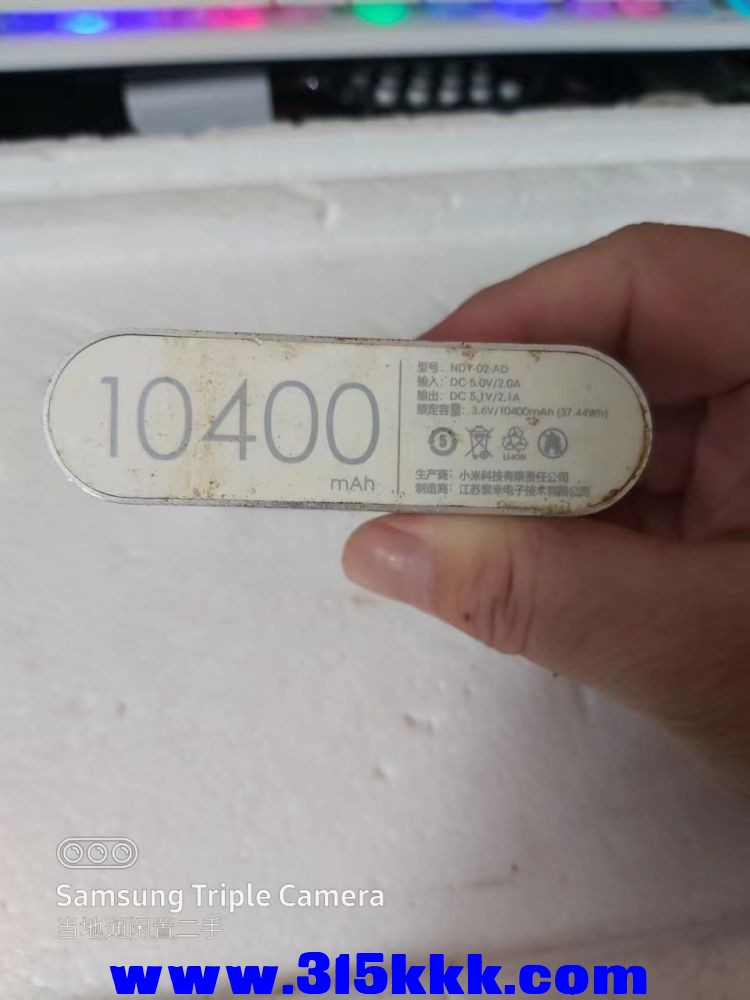 10400
mAh
型号：NDY-02-AD
输入：DC 5.0V/2.0A
输出：DC 5.1V/2.1A
额定容量：3.6V/10400mAh (37.44Wh)
5
LI-ION
生产商：小米科技有限责任公司
制造商：江苏紫米电子技术有限公司
Samsung Triple Camera
当地通闲置二手
www.315kkk.com